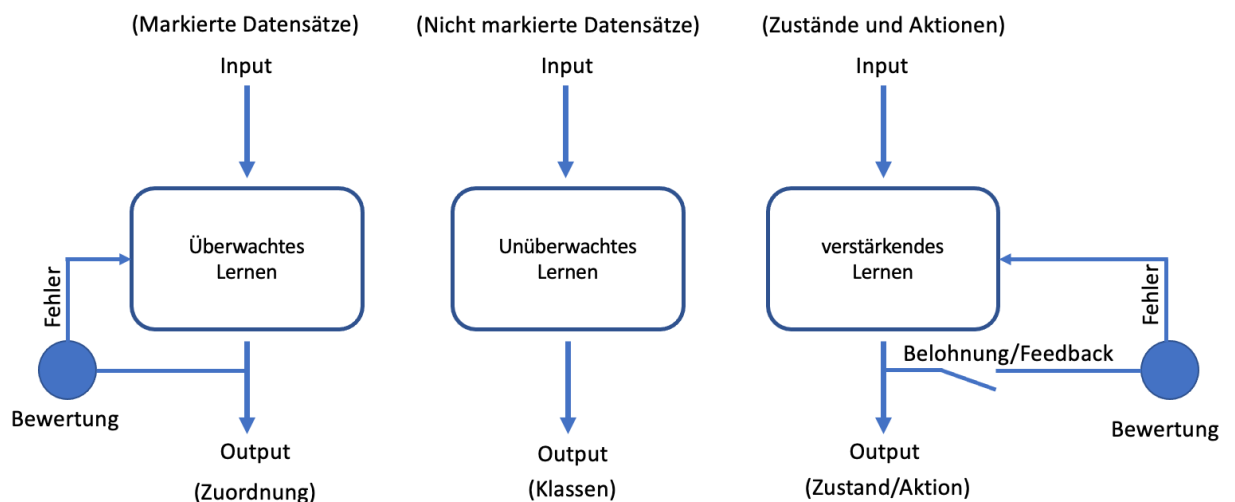 (Markierte Datensätze)
Input
Überwachtes
Lernen
Fehler
Bewertung
Output
(Zuordnung)
(Nicht markierte Datensätze)
Input
Unüberwachtes
Lernen
Output
(Klassen)
(Zustände und Aktionen)
Input
verstärkendes
Lernen
Fehler
Belohnung/Feedback
Bewertung
Output
(Zustand/Aktion)